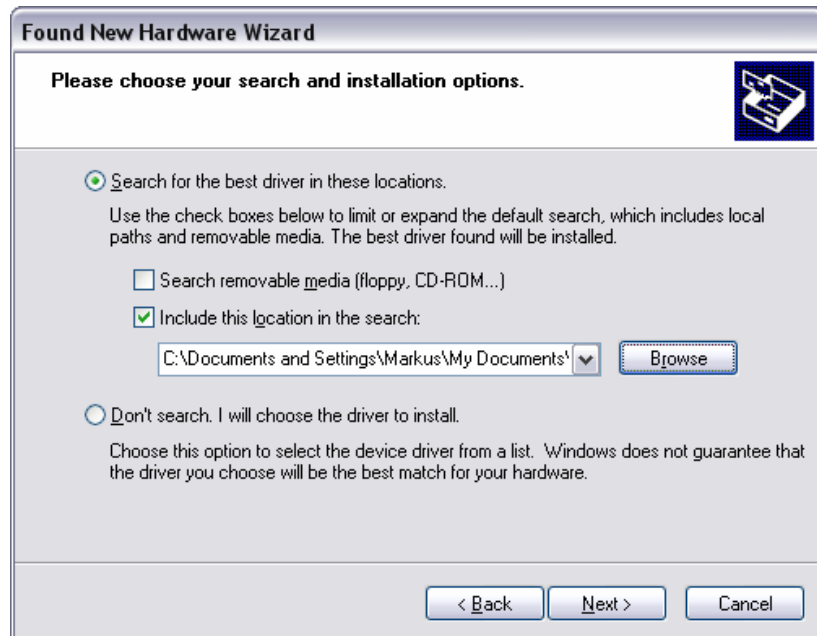 Found New Hardware Wizard
Please choose your search and installation options.
Search for the best driver in these locations.
Use the check boxes below to limit or expand the default search, which includes local
paths and removable media. The best driver found will be installed.
Search removable media (floppy, CD-ROM...)
Include this location in the search:
C:\Documents and Settings\Markus\My Documents\
Browse
Don't search. I will choose the driver to install.
Choose this option to select the device driver from a list. Windows does not guarantee that
the driver you choose will be the best match for your hardware.
< Back Next > Cancel